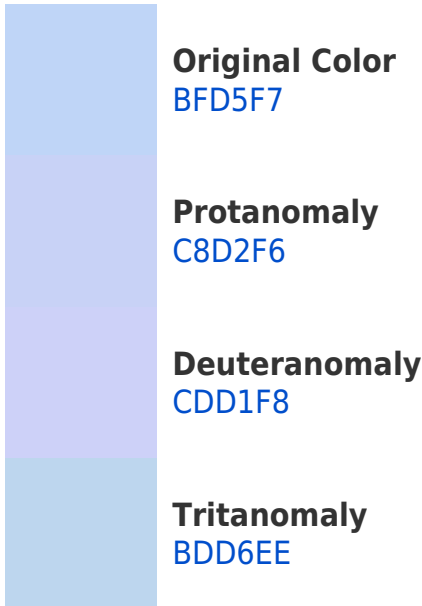 Original Color
BFD5F7
Protanomaly
C8D2F6
Deuteranomaly
CDD1F8
Tritanomaly
BDD6EE